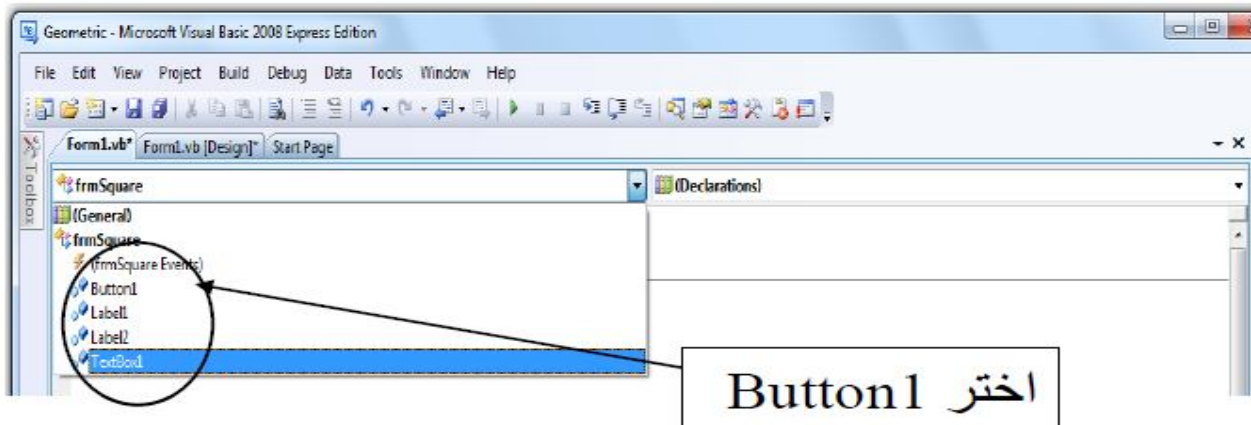 Geometric - Microsoft Visual Basic 2008 Express Edition
File Edit View Project Build Debug Data Tools Window Help
Form1.vb* Form1.vb [Design]* Start Page
Toolbox
frmSquare (Declarations)
(General)
frmSquare
(frmSquare Events)
Button1
Label1
Label2
TextBox1
اختر Button1